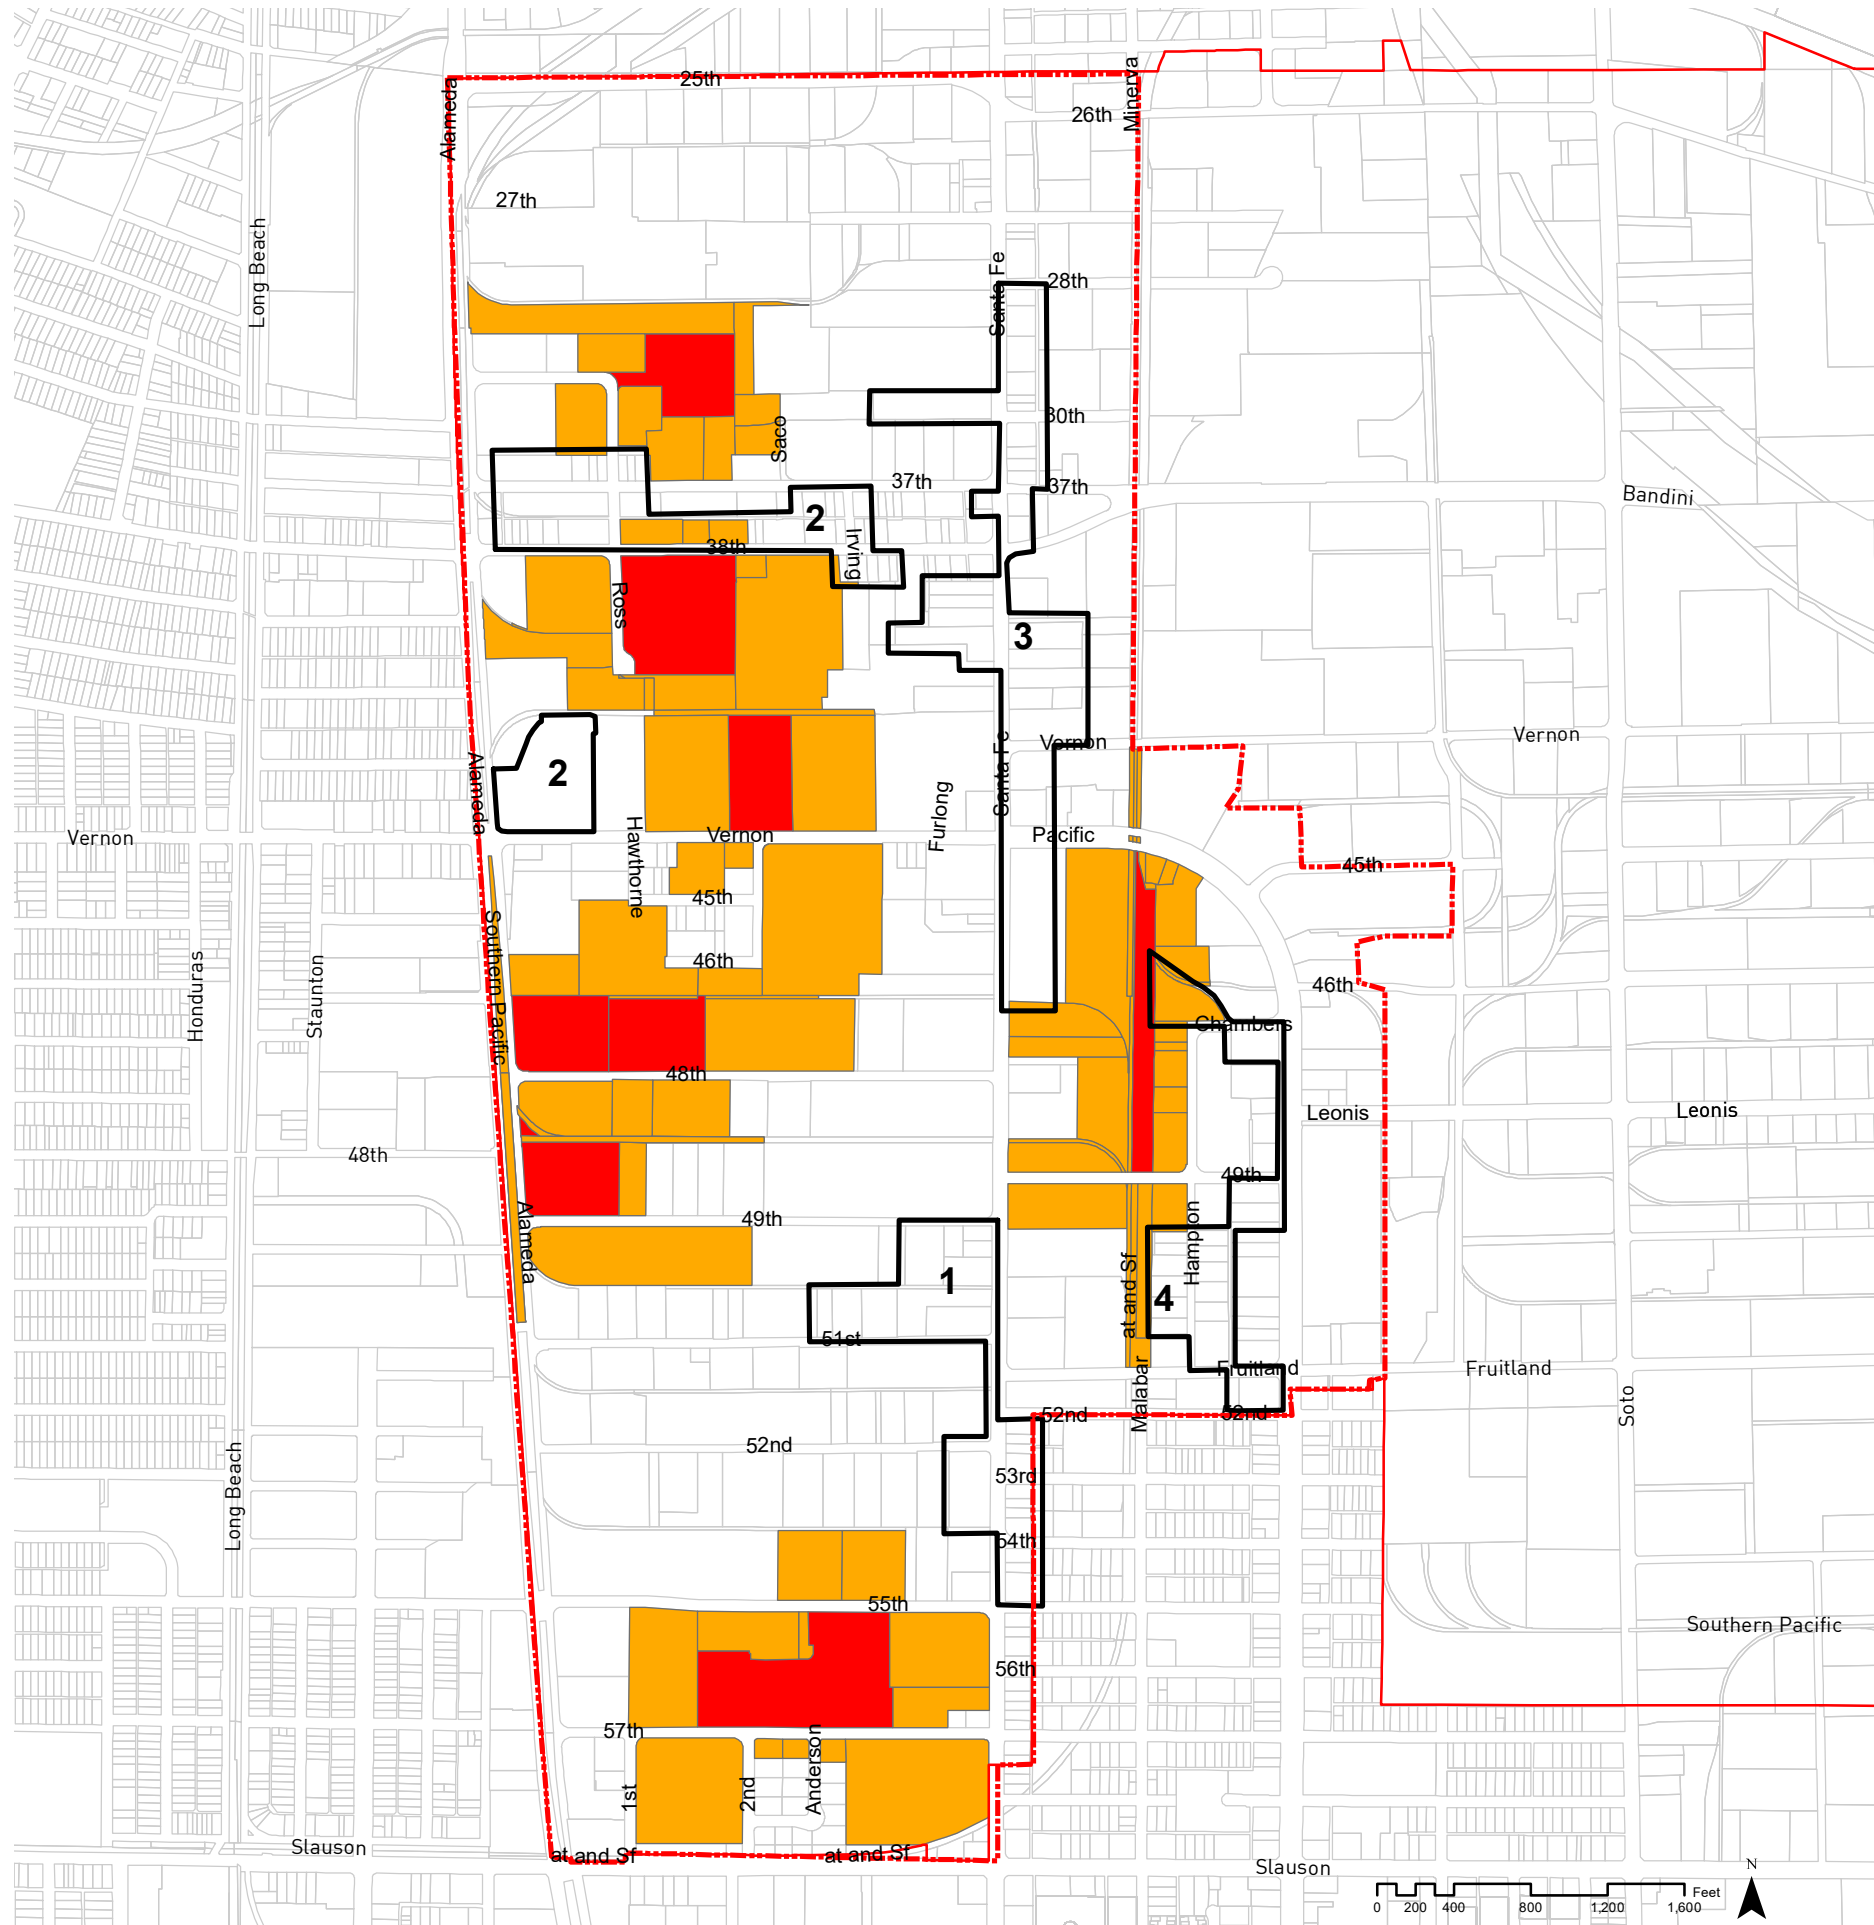 25th
Minerva
Alameda
26th
27th
Long Beach
Santa Fe
28th
30th
Saco
37th
37th
Bandini
2
38th
Irving
Ross
3
Vernon
Vernon
Alameda
2
Santa Fe
Furlong
Hawthorne
Vernon
Vernon
Pacific
45th
45th
Southern Pacific
46th
Honduras
Staunton
46th
Chambers
48th
Leonis
Leonis
48th
49th
Alameda
49th
Hampton
at and Sf
1
4
51st
Fruitland
Fruitland
Malabar
Soto
52nd
52nd
52nd
Long Beach
53rd
54th
55th
Southern Pacific
56th
57th
1st
2nd
Anderson
Slauson
at and Sf
at and Sf
Slauson
N
Feet
0 200 400 800 1,200 1,600